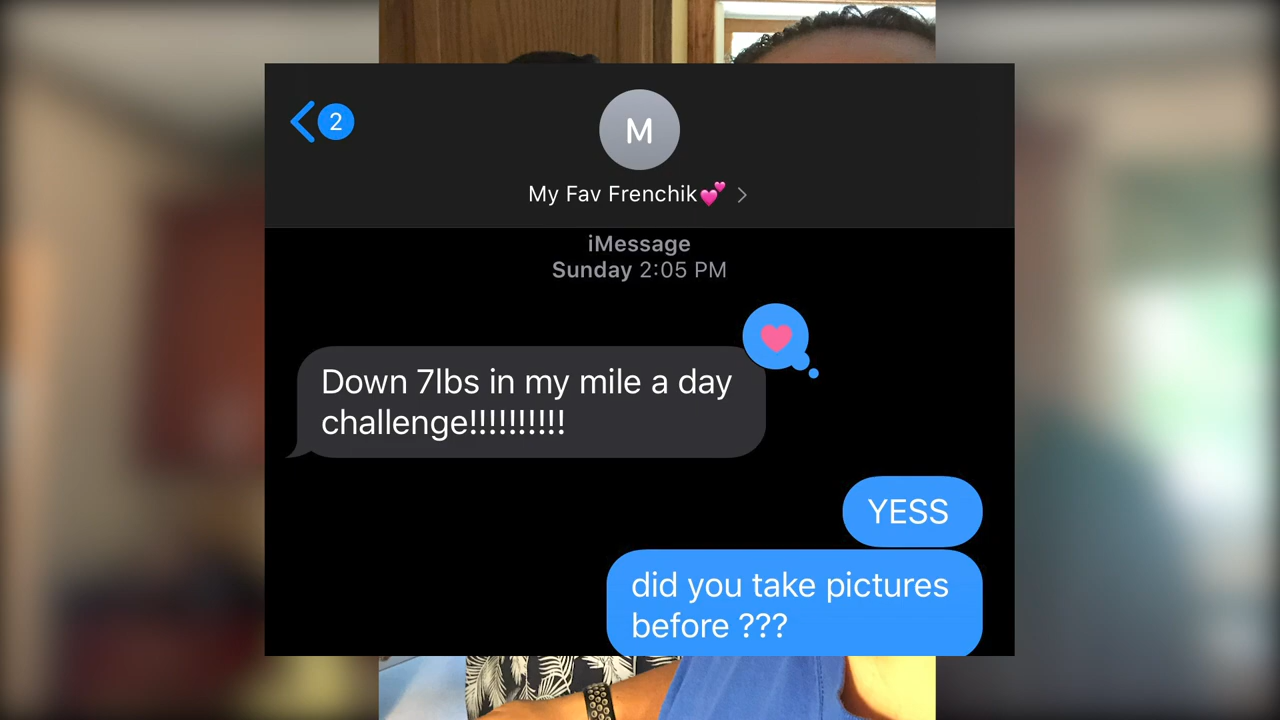 2
M
My Fav Frenchik💕 >
iMessage
Sunday 2:05 PM
Down 7lbs in my mile a day
challenge!!!!!!!!!!
YESS
did you take pictures
before ???